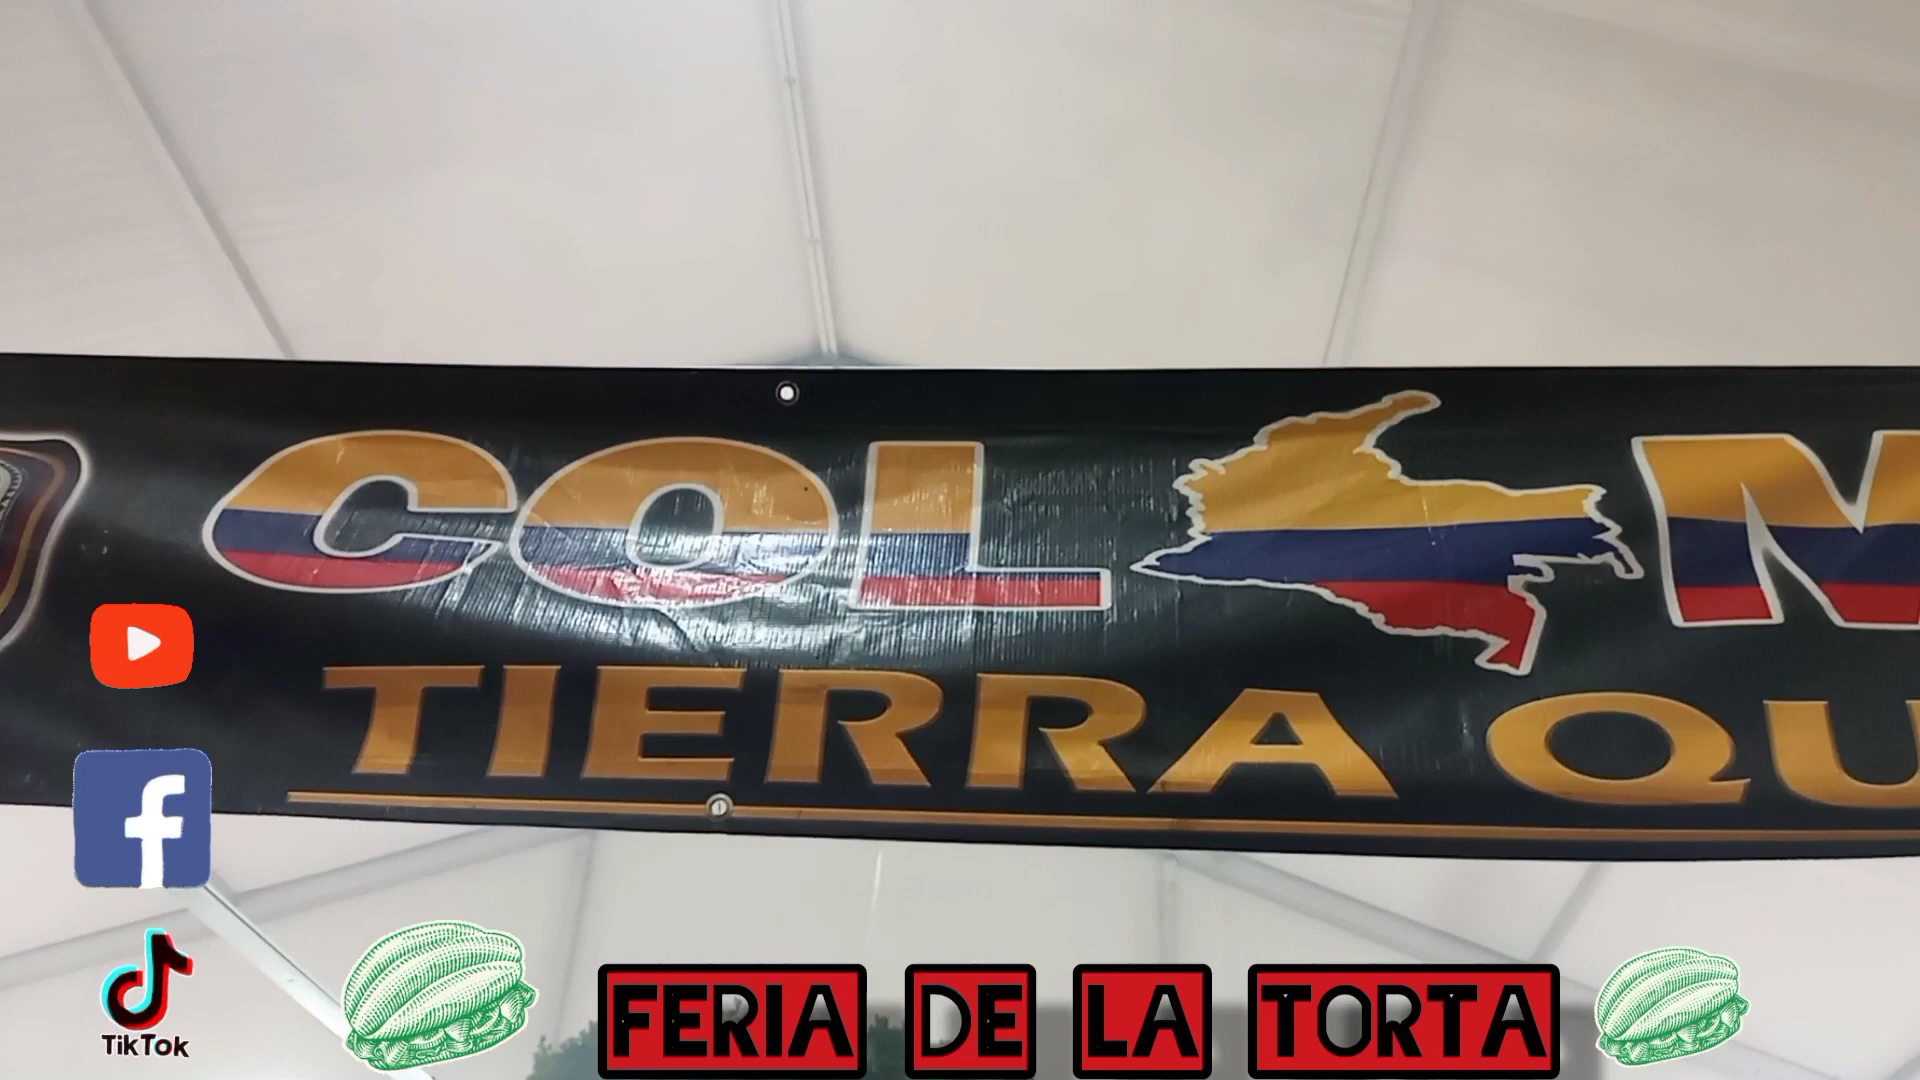 COL M
TIERRA QU
TikTok
FERIA DE LA TORTA